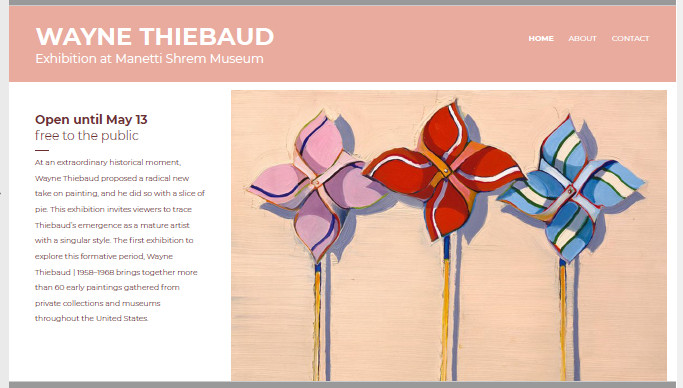 WAYNE THIEBAUD
Exhibition at Manetti Shrem Museum
HOME ABOUT CONTACT
Open until May 13
free to the public
At an extraordinary historical moment,
Wayne Thiebaud proposed a radical new
take on painting, and he did so with a slice of
pie. This exhibition invites viewers to trace
Thiebaud's emergence as a mature artist
with a singular style. The first exhibition to
explore this formative period, Wayne
Thiebaud | 1958-1968 brings together more
than 60 early paintings gathered from
private collections and museums
throughout the United States.